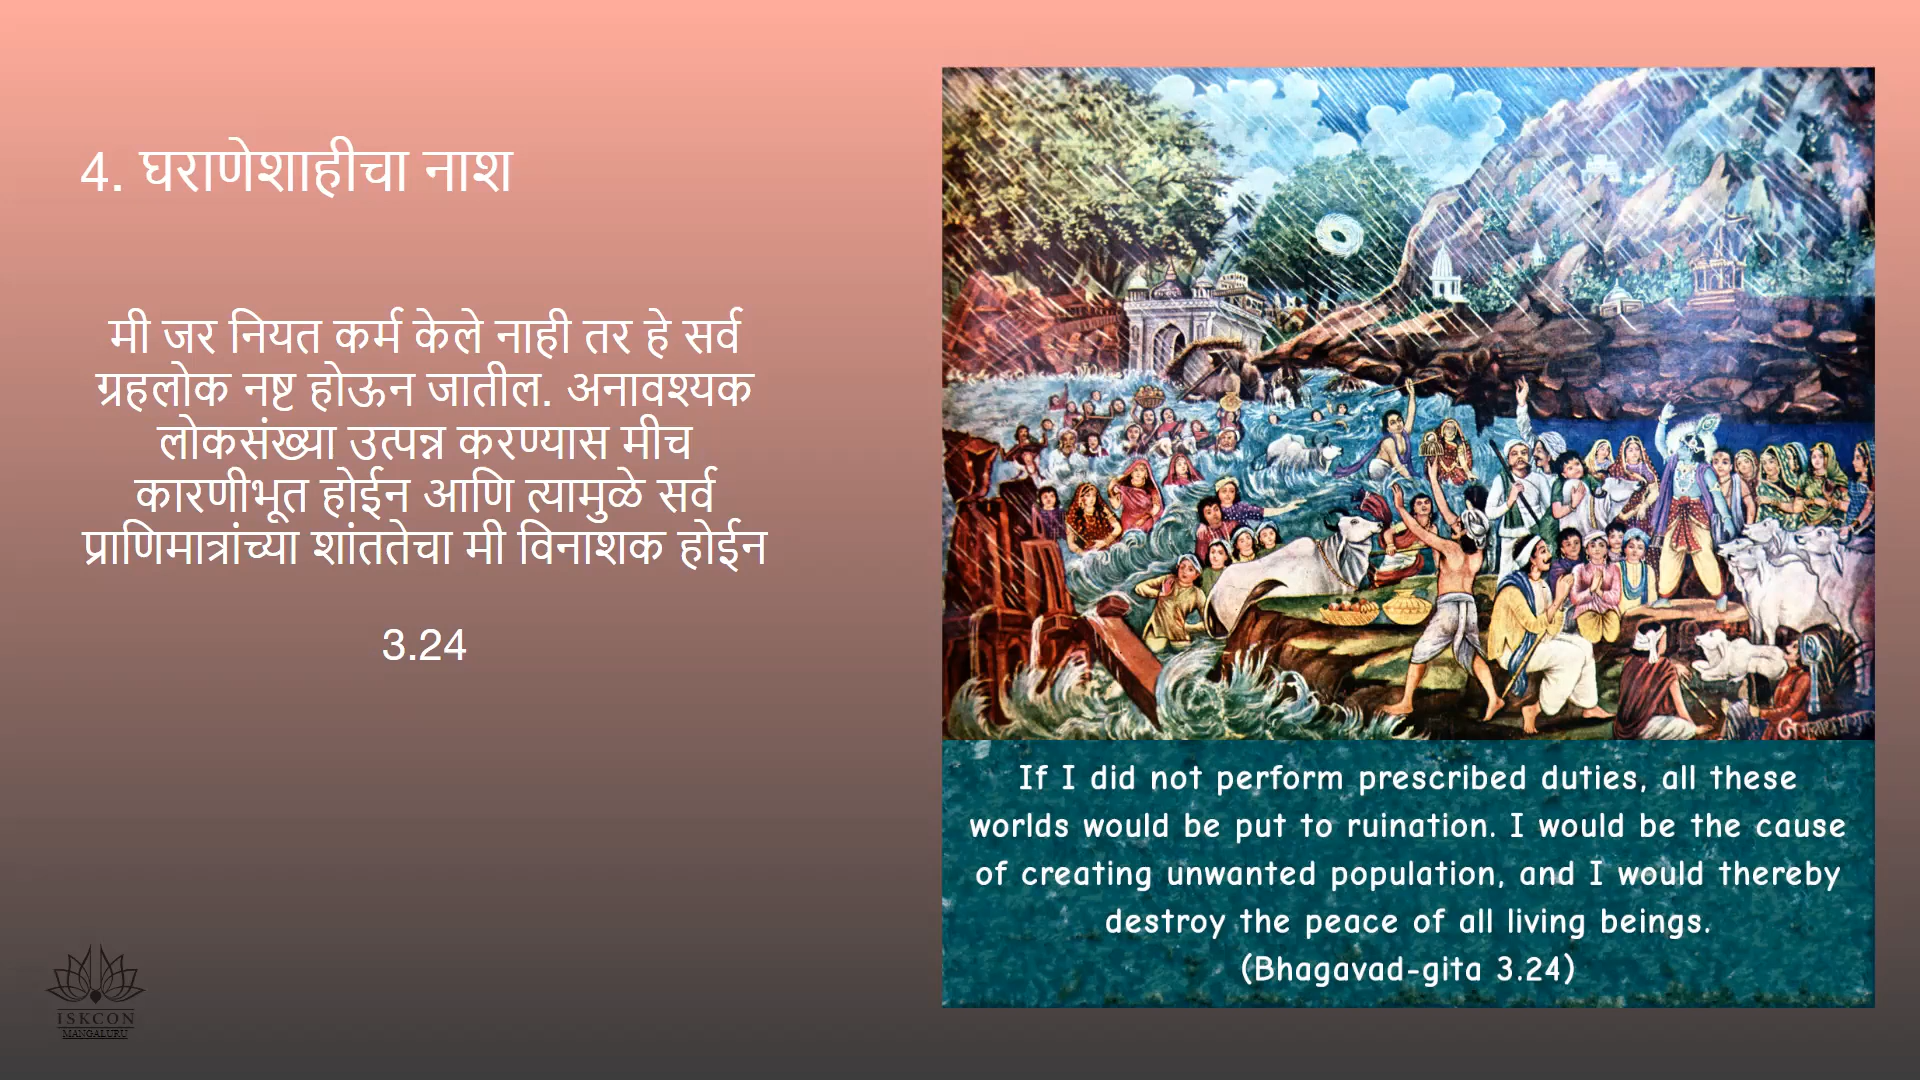 4. घराणेशाहीचा नाश
मी जर नियत कर्म केले नाही तर हे सर्व
ग्रहलोक नष्ट होऊन जातील. अनावश्यक
लोकसंख्या उत्पन्न करण्यास मीच
कारणीभूत होईन आणि त्यामुळे सर्व
प्राणिमात्रांच्या शांततेचा मी विनाशक होईन
3.24
If I did not perform prescribed duties, all these
worlds would be put to ruination. I would be the cause
of creating unwanted population, and I would thereby
destroy the peace of all living beings.
(Bhagavad-gita 3.24)
ISKCON
MANGALURU